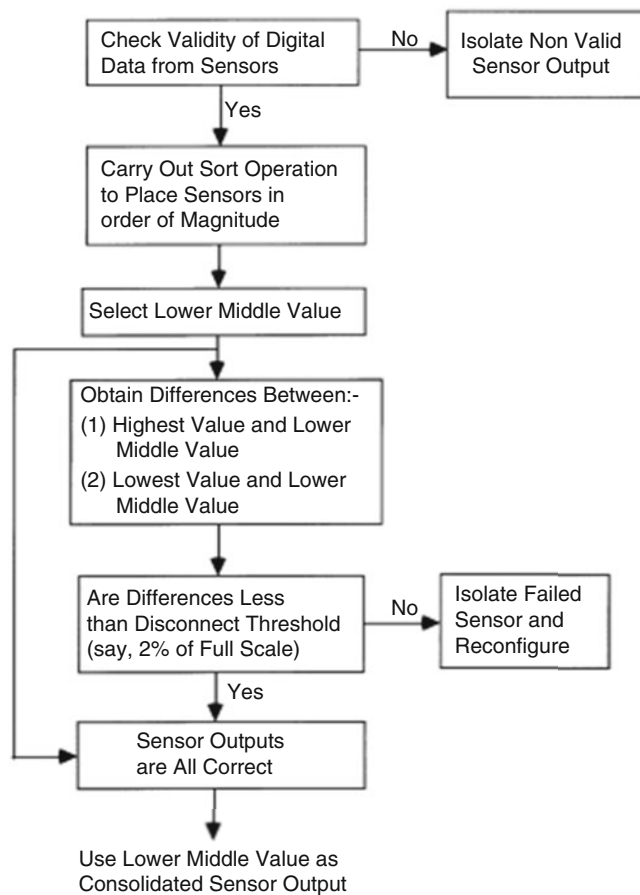 Check Validity of Digital
Data from Sensors
No
Isolate Non Valid
Sensor Output
Yes
Carry Out Sort Operation
to Place Sensors in
order of Magnitude
Select Lower Middle Value
Obtain Differences Between:-
(1) Highest Value and Lower
Middle Value
(2) Lowest Value and Lower
Middle Value
Are Differences Less
than Disconnect Threshold
(say, 2% of Full Scale)
No
Isolate Failed
Sensor and
Reconfigure
Yes
Sensor Outputs
are All Correct
Use Lower Middle Value as
Consolidated Sensor Output